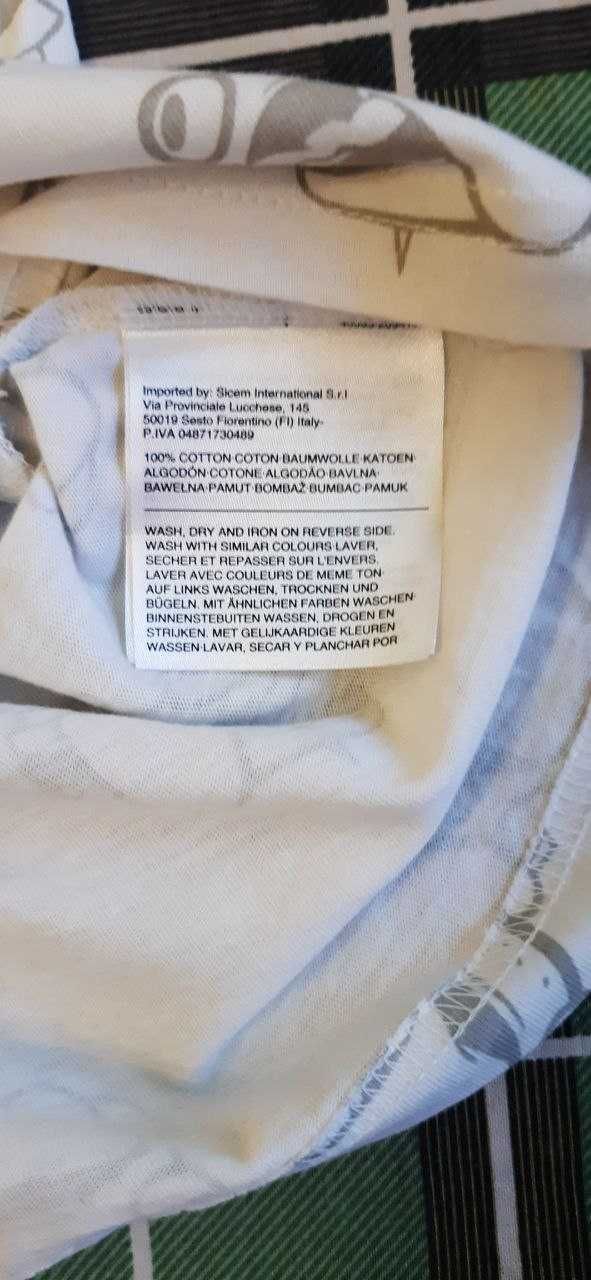 Imported by: Sicem International S.r.l
Via Provinciale Lucchese, 145
50019 Sesto Fiorentino (FI) Italy-
P.IVA 04871730489
100% COTTON·COTON·BAUMWOLLE·KATOEN·
ALGODÓN·COTONE·ALGODÃO·BAVLNA·
BAWELNA·PAMUT·BOMBAŽ·BUMBAC·PAMUK
WASH, DRY AND IRON ON REVERSE SIDE.
WASH WITH SIMILAR COLOURS·LAVER,
SECHER ET REPASSER SUR L'ENVERS.
LAVER AVEC COULEURS DE MEME TON·
AUF LINKS WASCHEN, TROCKNEN UND
BÜGELN. MIT ÄHNLICHEN FARBEN WASCHEN·
BINNENSTEBUITEN WASSEN, DROGEN EN
STRIJKEN. MET GELIJKAARDIGE KLEUREN
WASSEN·LAVAR, SECAR Y PLANCHAR POR